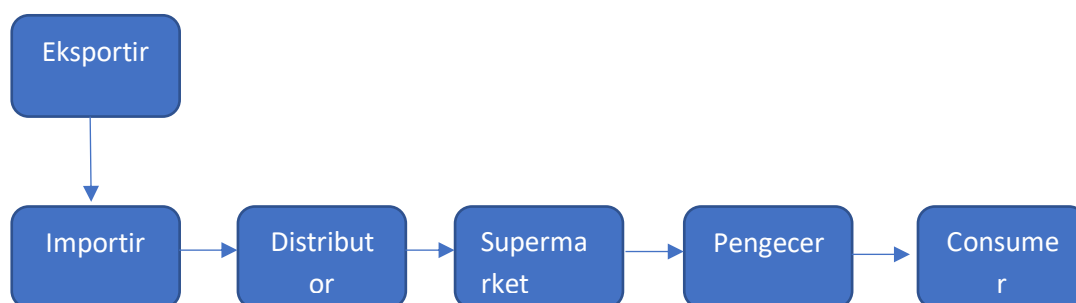 Eksportir
Importir
Distribut
or
Superma
rket
Pengecer
Consume
r